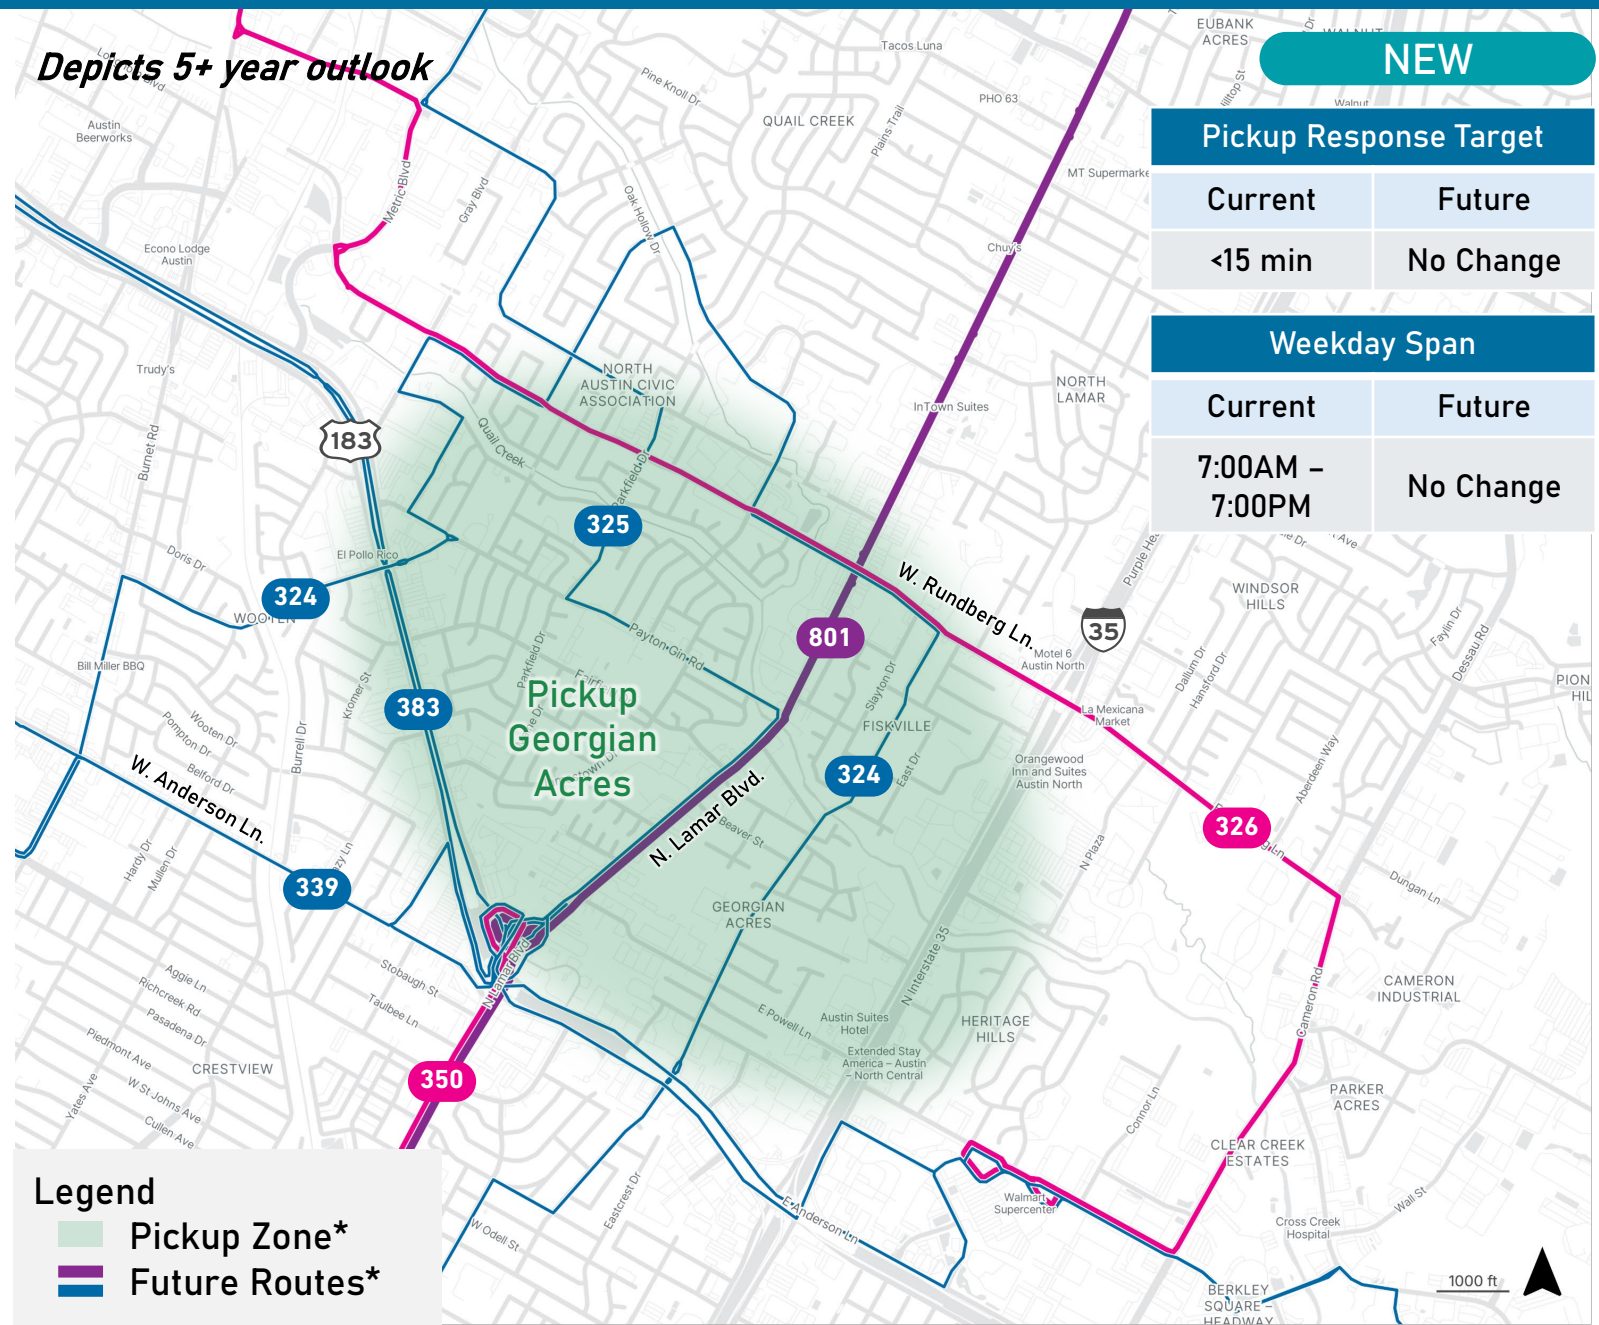 Depicts 5+ year outlook
NEW
Pickup Response Target
Current
Future
<15 min
No Change
Weekday Span
Current
Future
7:00AM –
7:00PM
No Change
EUBANK
ACRES
Walnut
Tacos Luna
Pine Knoll Dr
PHO 63
QUAIL CREEK
Plains Trail
Austin
Beerworks
MT Supermarke
Metric Blvd
Gray Blvd
Oak Hollow Dr
Econo Lodge
Austin
Chuy's
Trudy's
NORTH
AUSTIN CIVIC
ASSOCIATION
NORTH
LAMAR
InTown Suites
183
Burnet Rd
Quail Creek
Parkfield Dr
325
El Pollo Rico
Doris Dr
324
W. Rundberg Ln.
WINDSOR
HILLS
35
801
Faylin Dr
Dessau Rd
Motel 6
Austin North
Bill Miller BBQ
Payton Gin Rd
Parkfield Dr
Dallum Dr
Hansford Dr
Slayton Dr
Kromer St
383
Pickup
Georgian
Acres
La Mexicana
Market
FISKVILLE
Wooten Dr
Pompton Dr
Belford Dr
Burrell Dr
W. Anderson Ln.
324
East Dr
Orangewood
Inn and Suites
Austin North
Aberdeen Way
N. Lamar Blvd.
Beaver St
326
Hardy Dr
Mullen Dr
N Plaza
339
Dungan Ln
GEORGIAN
ACRES
N Interstate 35
N Lamar Blvd
Stobaugh St
Taulbee Ln
Aggie Ln
Richcreek Rd
Pasadena Dr
Piedmont Ave
W St Johns Ave
Cullen Ave
Yates Ave
CRESTVIEW
CAMERON
INDUSTRIAL
Cameron Rd
E Powell Ln
Austin Suites
Hotel
HERITAGE
HILLS
Extended Stay
America – Austin
– North Central
350
PARKER
ACRES
Connor Ln
CLEAR CREEK
ESTATES
Walmart
Supercenter
Wall St
Eastcrest Dr
E Anderson Ln
W Odell St
Cross Creek
Hospital
BERKLEY
SQUARE –
HEADWAY
1000 ft
Legend
Pickup Zone*
Future Routes*